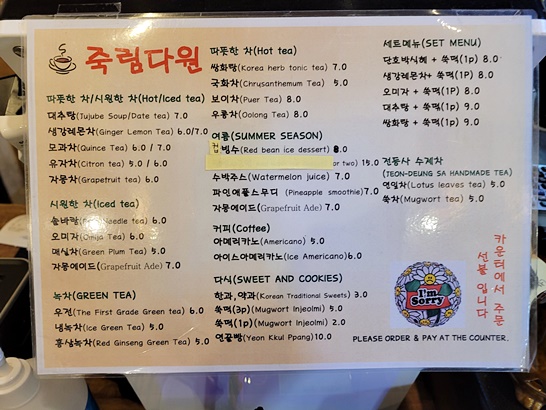 죽림다원
따뜻한 차/시원한 차(Hot/Iced tea)
대추탕(Jujube Soup/Date tea) 7.0
생강레몬차(Ginger Lemon Tea) 6.0/7.0
모과차(Quince Tea) 6.0 / 7.0
유자차(Citron tea) 5.0 / 6.0
자몽차(Grapefruit tea) 6.0
시원한 차(Iced tea)
솔바람(Pine Needle tea) 6.0
오미자(Omija Tea) 6.0
매실차(Green Plum Tea) 5.0
자몽에이드(Grapefruit Ade) 7.0
녹차(GREEN TEA)
우전(The First Grade Green tea) 6.0
냉녹차(Ice Green Tea) 5.0
홍삼녹차(Red Ginseng Green Tea) 5.0
따듯한 차(Hot tea)
쌍화탕(Korea herb tonic tea) 7.0
국화차(Chrysanthemum Tea) 5.0
보이차(Puer Tea) 8.0
우롱차(Oolong Tea) 8.0
여름(SUMMER SEASON)
컵빙수(Red bean ice dessert) 8.0
or two) 15.0
수박주스(Watermelon juice) 7.0
파인애플스무디 (Pineapple smoothie)7.0
자몽에이드(Grapefruit Ade) 7.0
커피(Coffee)
아메리카노(Americano) 5.0
아이스아메리카노(Ice Americano)6.0
다식(SWEET AND COOKIES)
한과,약과(Korean Traditional Sweets) 3.0
쑥떡(3p)(Mugwort Injeolmi) 5.0
쑥떡(1p)(Mugwort Injeolmi) 2.0
연꿀빵(Yeon Kkul Ppang)10.0
세트메뉴(SET MENU)
단호박식혜 + 쑥떡(1p) 8.0
생강레몬차+ 쑥떡(1P) 8.0
오미자 + 쑥떡(1p) 8.0
대추탕 + 쑥떡(1p) 9.0
쌍화탕 + 쑥떡(1p) 9.0
전등사 수제차
(JEON-DEUNG SA HANDMADE TEA)
연잎차(Lotus leaves tea) 5.0
쑥차(Mugwort tea) 5.0
카운터에서 주문
선불 입니다
I'm Sorry
PLEASE ORDER & PAY AT THE COUNTER.